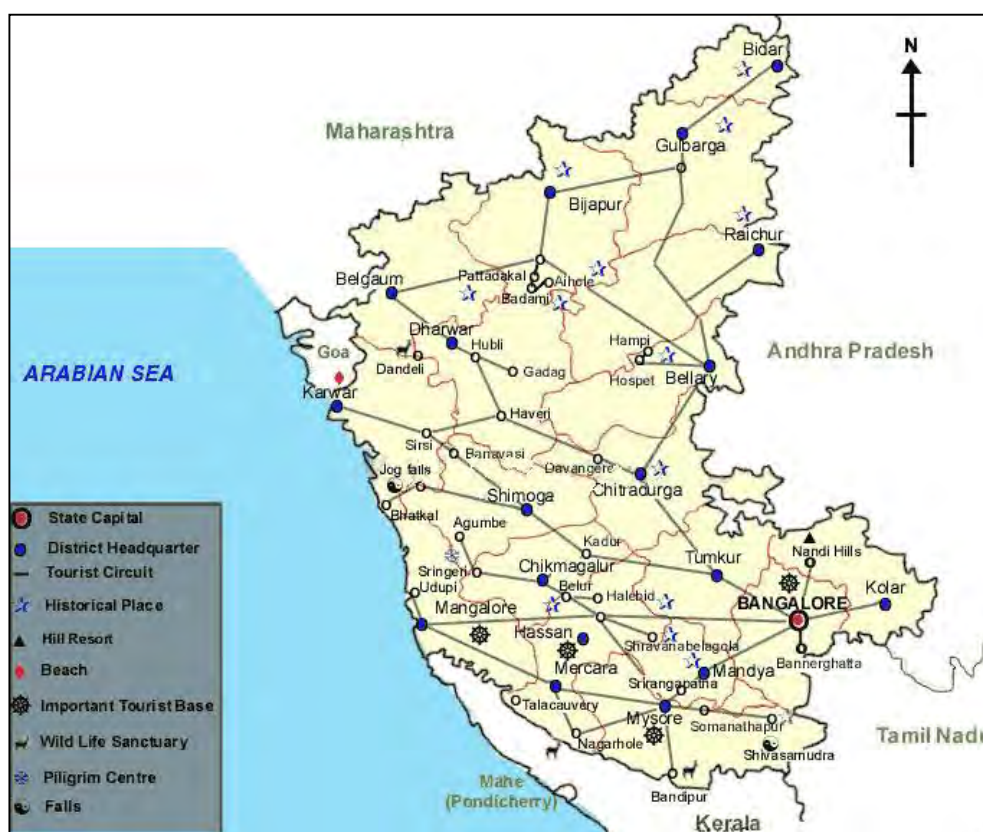 Bidar
N
Maharashtra
Gulbarga
Bijapur
Raichur
Pattadakal
Aihole
Belgaum
Badami
Dharwar
Hubli
Hampi
Goa
Andhra Pradesh
Dandeli
Gadag
Hospet
Bellary
ARABIAN SEA
Karwar
Haveri
Sirsi
Banavasi
Davangere
Jog falls
Chitradurga
Shimoga
Bhatkal
State Capital
Agumbe
District Headquarter
Kadur
Nandi Hills
Tumkur
Tourist Circuit
Sringeri
Chikmagalur
Udupi
Belur
Halebid
Kolar
Historical Place
Mangalore
BANGALORE
Hassan
Hill Resort
Shravanabelagola
Bannerghatta
Mercara
Mandya
Beach
Srirangapatna
Important Tourist Base
Talacauvery
Mysore
Somanathapur
Tamil Nadu
Wild Life Sanctuary
Nagarhole
Shivasamudra
Piligrim Centre
Mahe
(Pondicherry)
Bandipur
Falls
Kerala